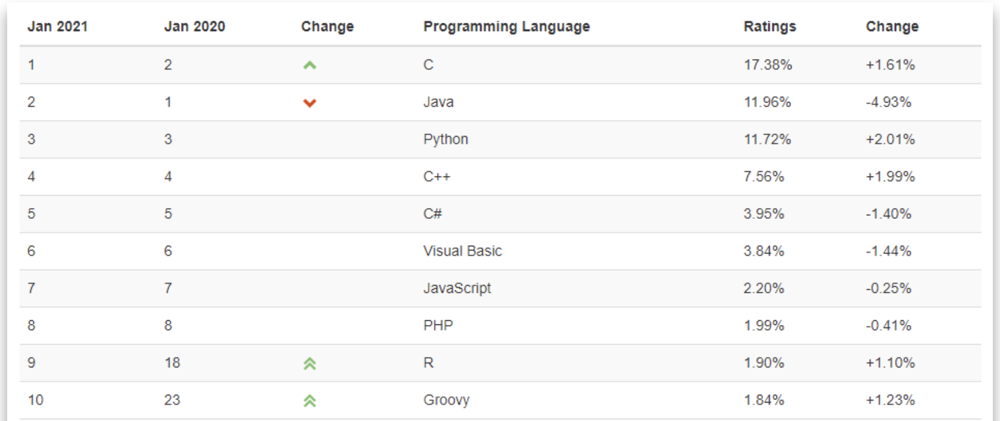 Jan 2021 Jan 2020 Change Programming Language Ratings Change
1 2 C 17.38% +1.61%
2 1 Java 11.96% -4.93%
3 3 Python 11.72% +2.01%
4 4 C++ 7.56% +1.99%
5 5 C# 3.95% -1.40%
6 6 Visual Basic 3.84% -1.44%
7 7 JavaScript 2.20% -0.25%
8 8 PHP 1.99% -0.41%
9 18 R 1.90% +1.10%
10 23 Groovy 1.84% +1.23%